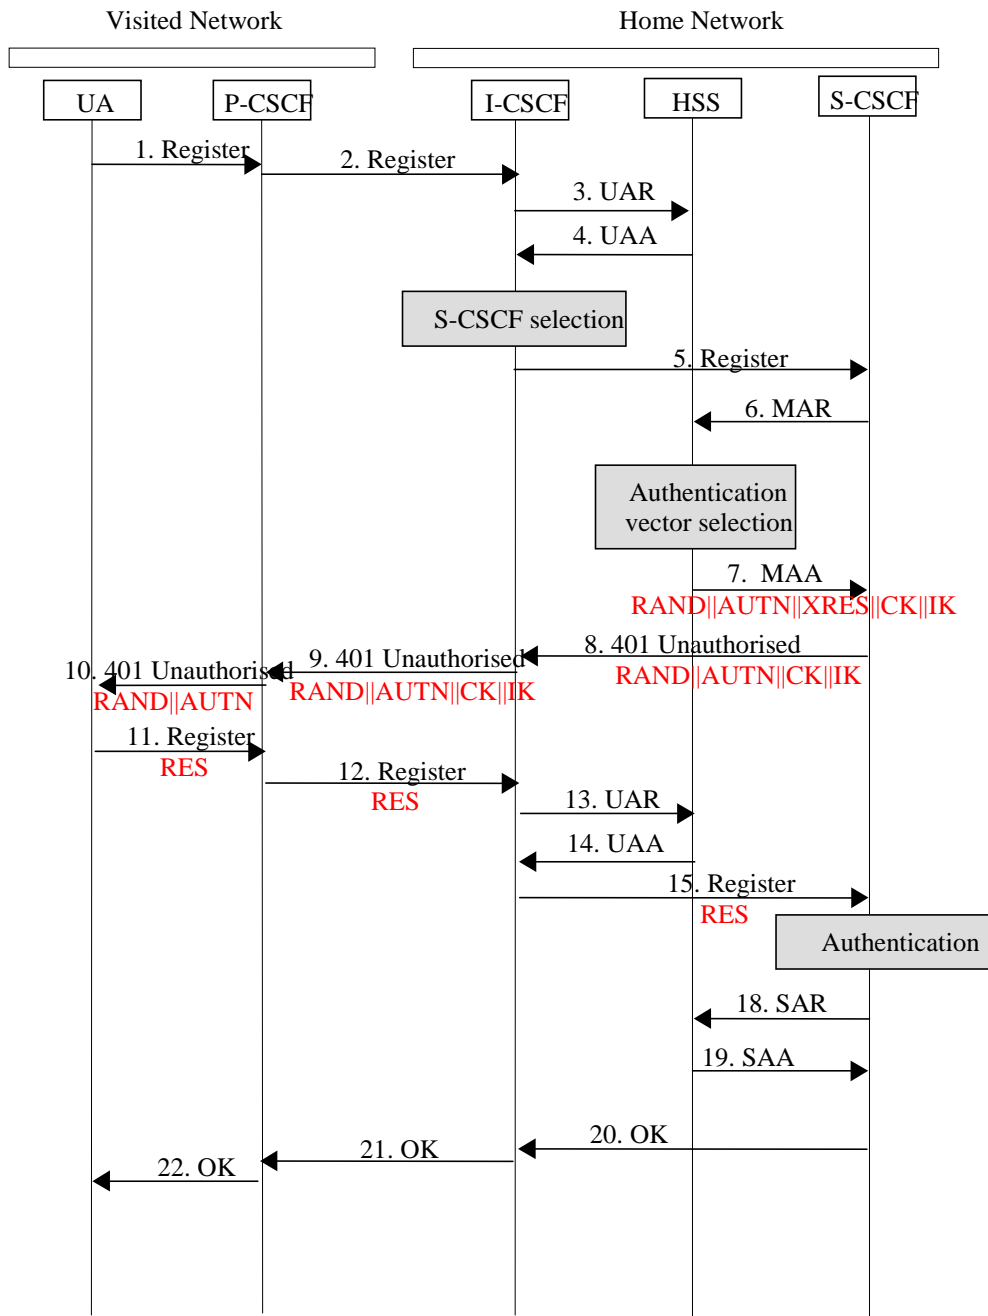 Visited Network
Home Network
UA
P-CSCF
I-CSCF
HSS
S-CSCF
1. Register
2. Register
3. UAR
4. UAA
S-CSCF selection
5. Register
6. MAR
Authentication
vector selection
7. MAA
RAND||AUTN||XRES||CK||IK
8. 401 Unauthorised
RAND||AUTN||CK||IK
9. 401 Unauthorised
RAND||AUTN||CK||IK
10. 401 Unauthorised
RAND||AUTN
11. Register
RES
12. Register
RES
13. UAR
14. UAA
15. Register
RES
Authentication
18. SAR
19. SAA
20. OK
21. OK
22. OK